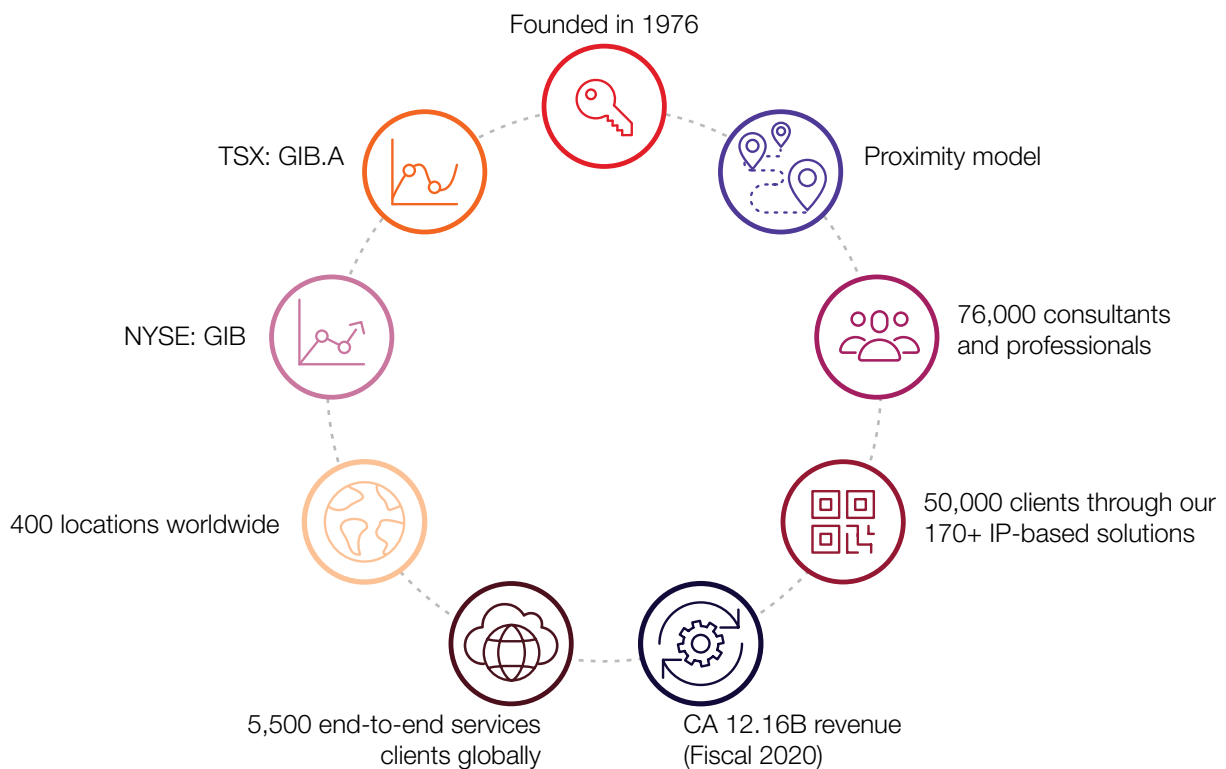 Founded in 1976
Proximity model
76,000 consultants
and professionals
50,000 clients through our
170+ IP-based solutions
CA 12.16B revenue
(Fiscal 2020)
5,500 end-to-end services
clients globally
400 locations worldwide
NYSE: GIB
TSX: GIB.A